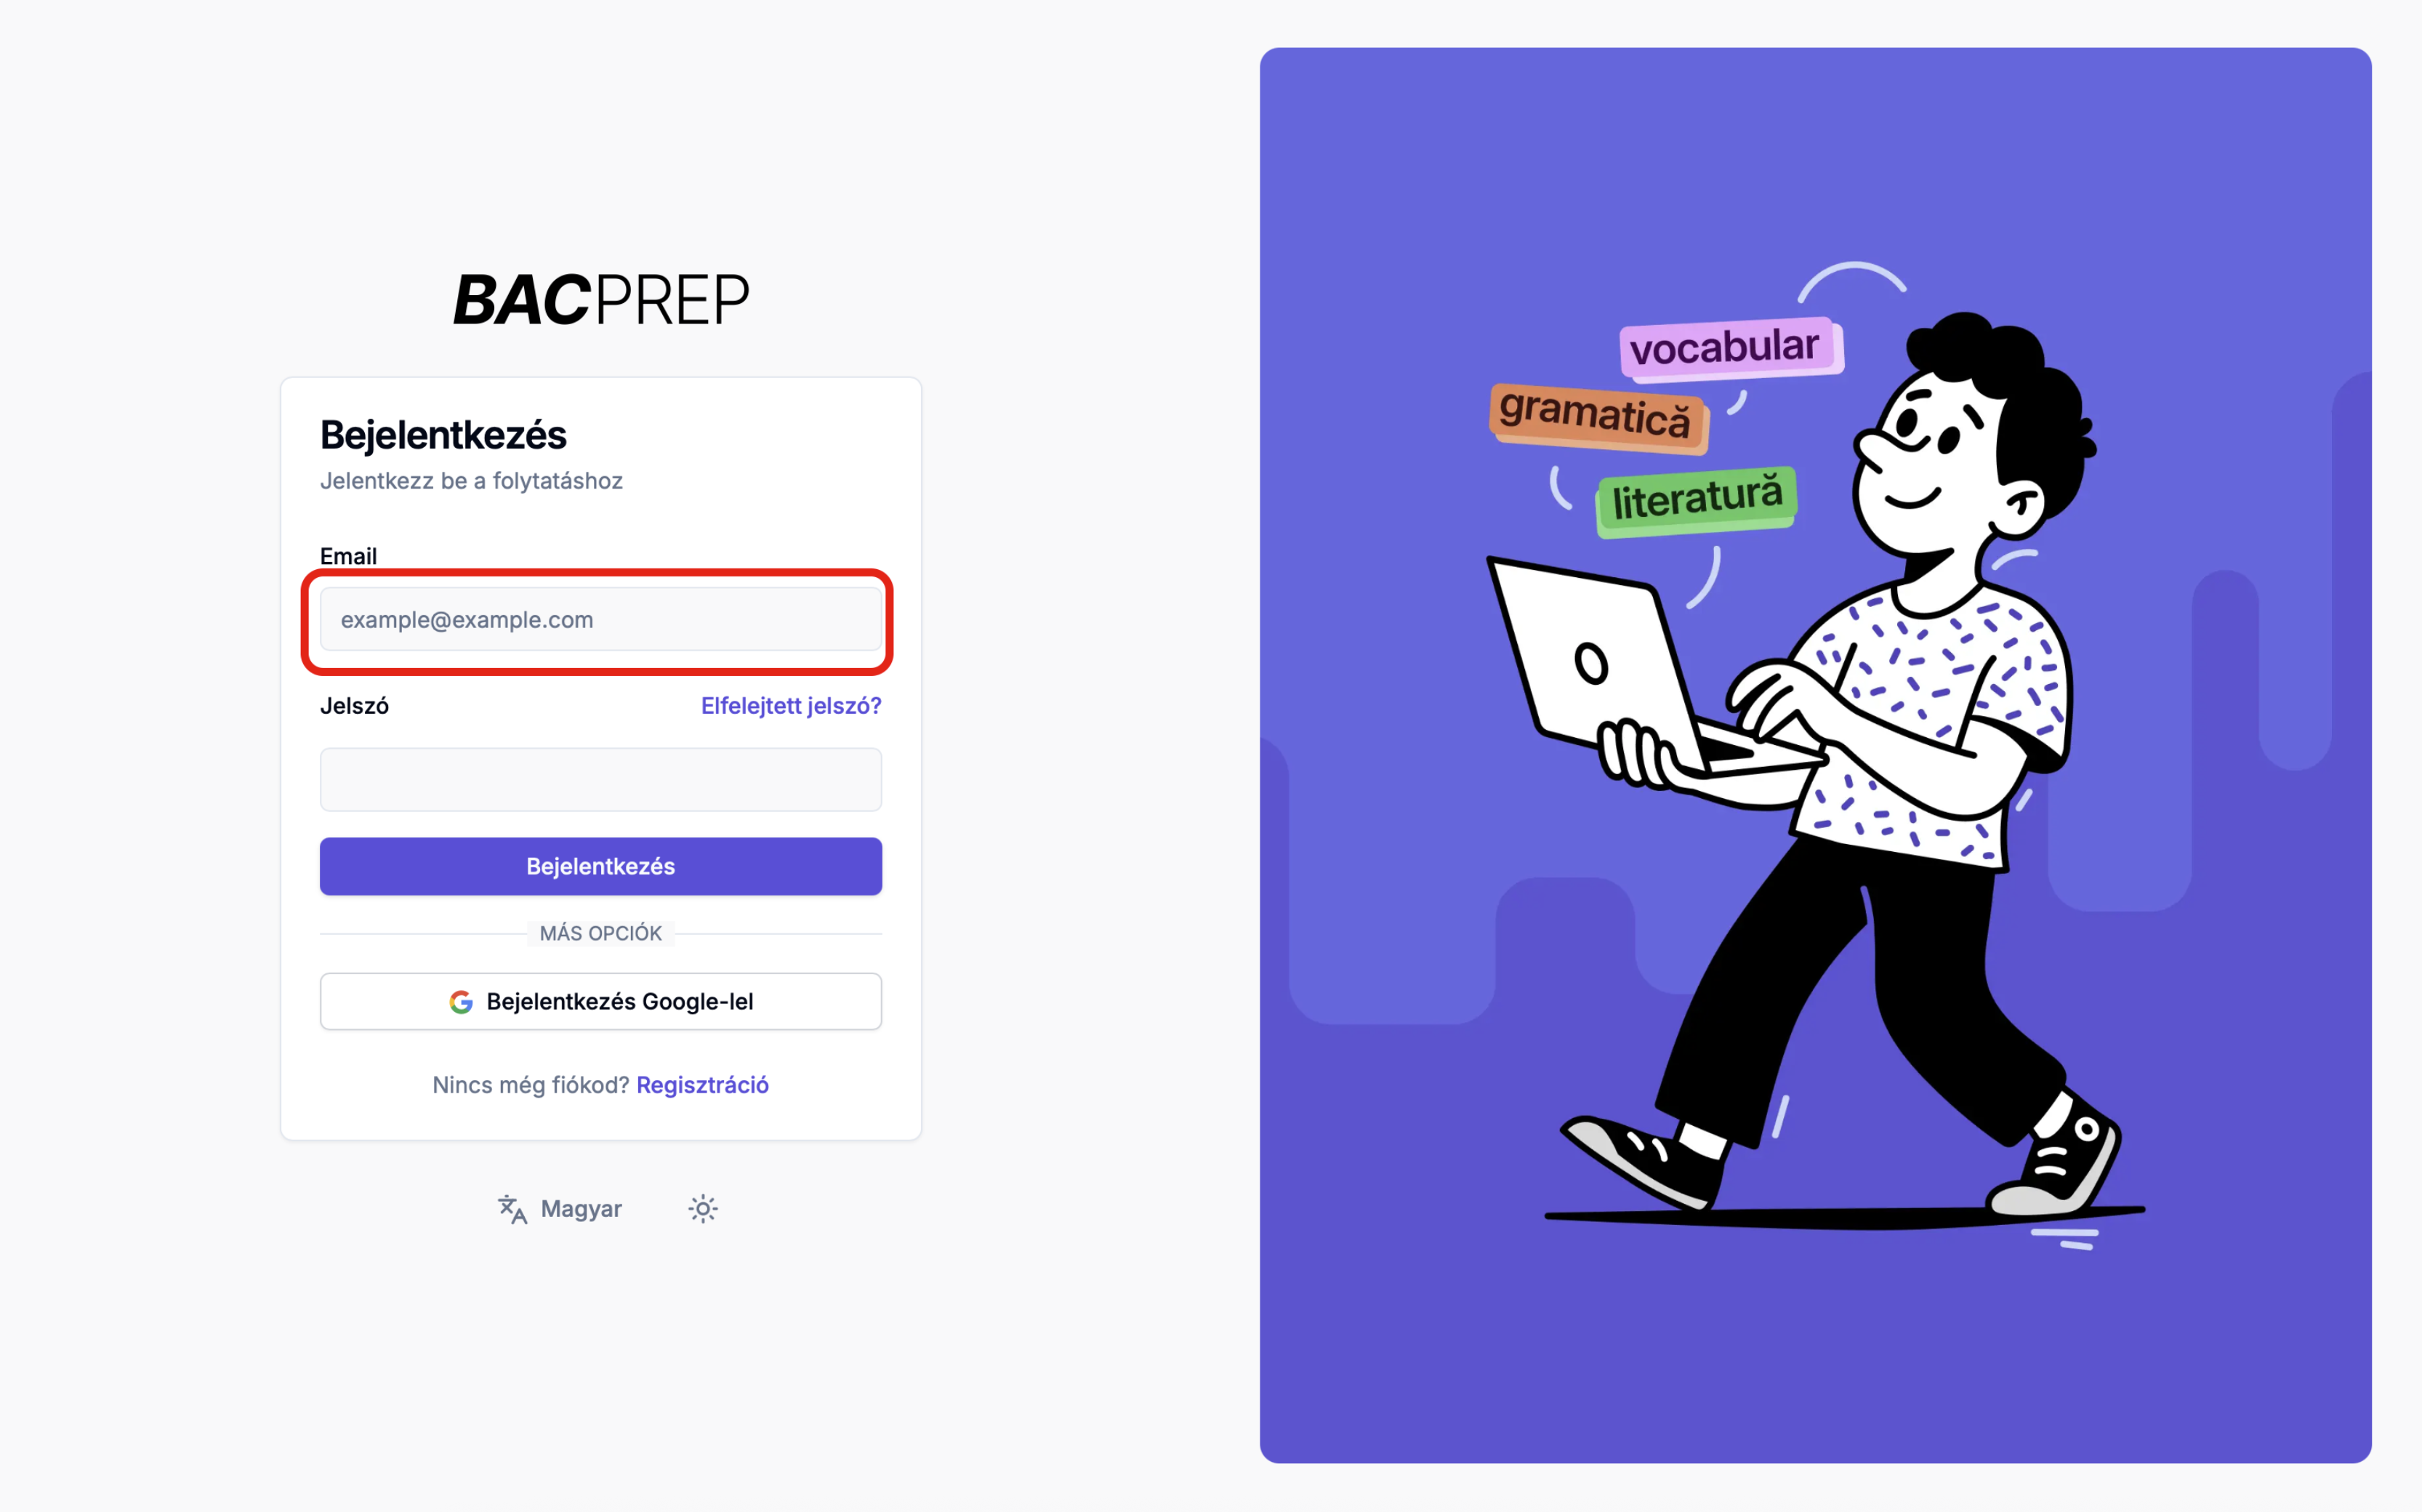 BACPREP
Bejelentkezés
Jelentkezz be a folytatáshoz
Email
example@example.com
Jelszó Elfelejtett jelszó?
Bejelentkezés
MÁS OPCIÓK
Bejelentkezés Google-lel
Nincs még fiókod? Regisztráció
Magyar
vocabular
gramatică
literatură